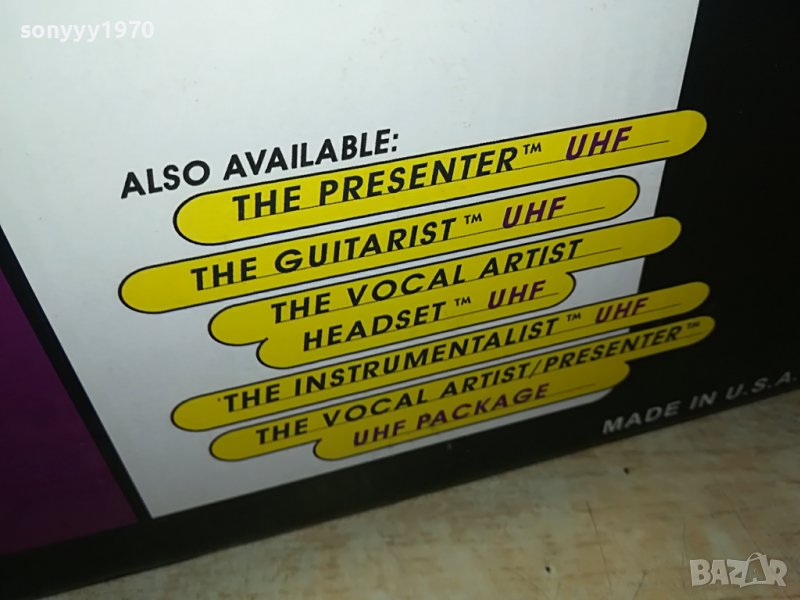 sonyyy1970
ALSO AVAILABLE:
THE PRESENTER™ UHF
THE GUITARIST™ UHF
THE VOCAL ARTIST
HEADSET™ UHF
THE INSTRUMENTALIST™ UHF
THE VOCAL ARTIST/PRESENTER™
UHF PACKAGE
MADE IN U.S.A.
BAZAR